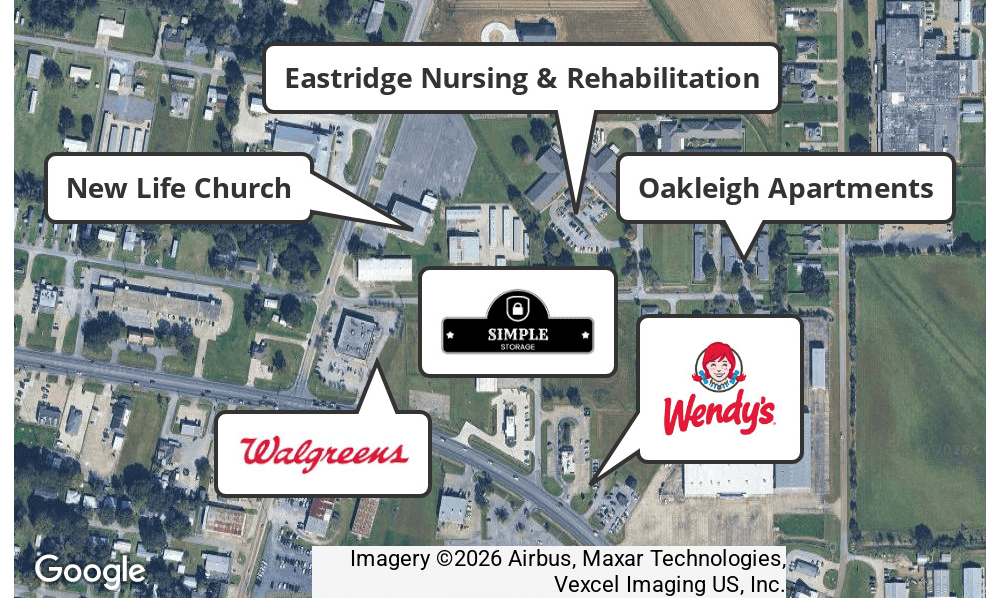 Eastridge Nursing & Rehabilitation
New Life Church
Oakleigh Apartments
SIMPLE
STORAGE
Wendy's
Walgreens
Google
Imagery ©2026 Airbus, Maxar Technologies,
Vexcel Imaging US, Inc.